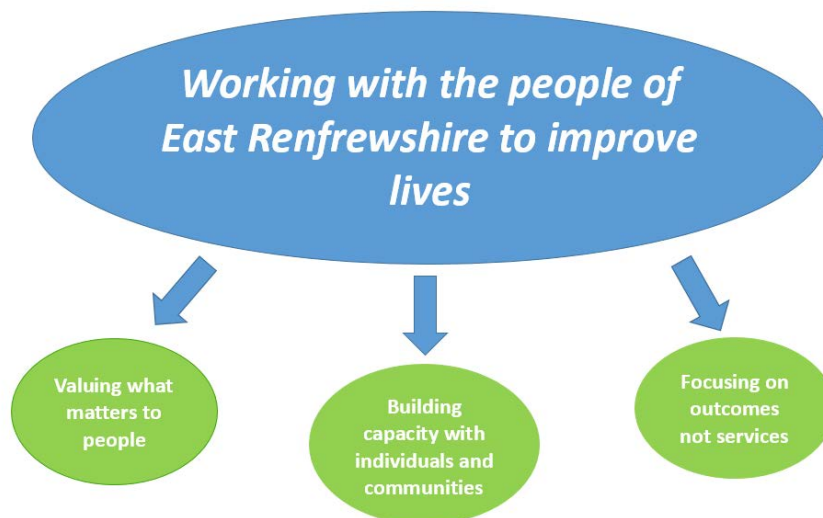 Working with the people of
East Renfrewshire to improve
lives
Valuing what
matters to
people
Building
capacity with
individuals and
communities
Focusing on
outcomes
not services